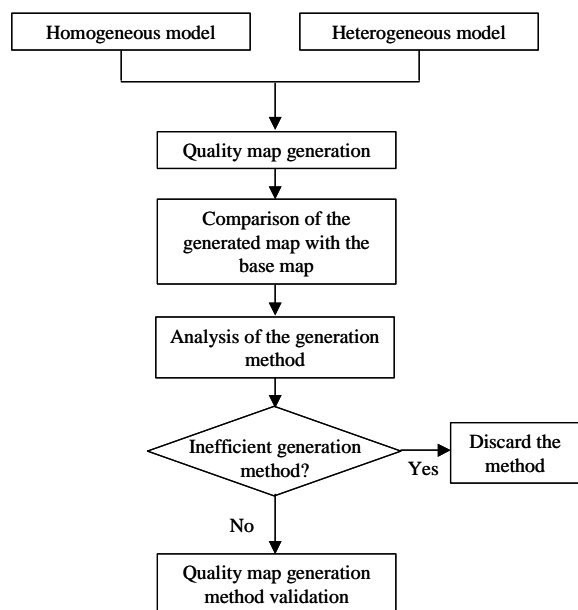 Homogeneous model
Heterogeneous model
Quality map generation
Comparison of the
generated map with the
base map
Analysis of the generation
method
Inefficient generation
method?
Yes
Discard the
method
No
Quality map generation
method validation